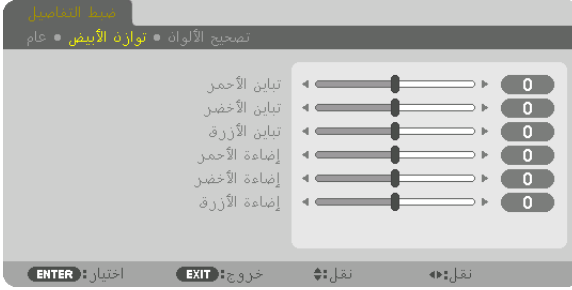 ضبط التفاصيل
عام ● توازن الأبيض ● تصحيح الألوان
تباين الأحمر 0
تباين الأخضر 0
تباين الأزرق 0
إضاءة الأحمر 0
إضاءة الأخضر 0
إضاءة الأزرق 0
ENTER: اختيار EXIT: خروج نقل: نقل: